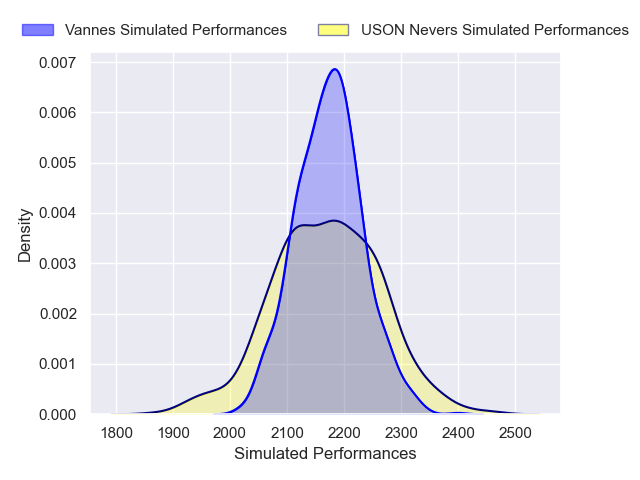 Vannes Simulated Performances USON Nevers Simulated Performances
0.007
0.006
0.005
0.004
0.003
0.002
0.001
0.000
Density
1800 1900 2000 2100 2200 2300 2400 2500
Simulated Performances